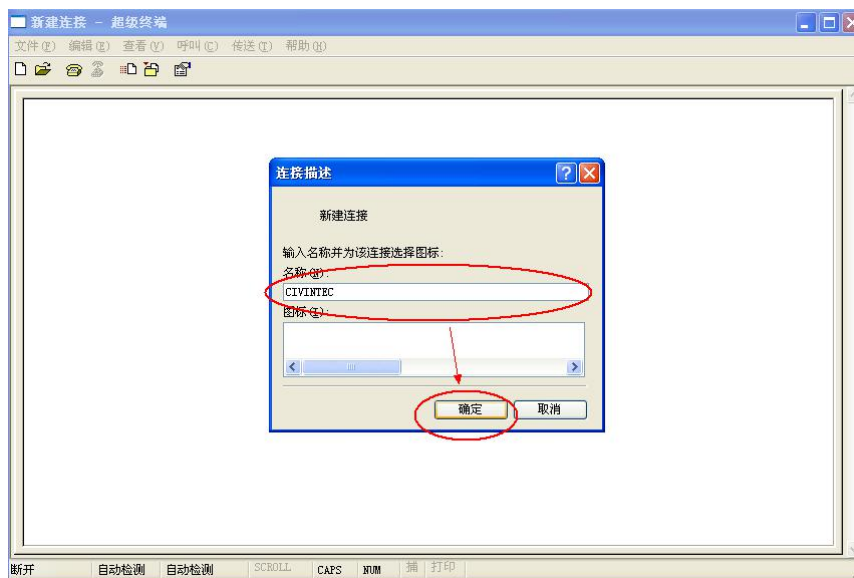 新建连接 - 超级终端
文件(F) 编辑(E) 查看(V) 呼叫(C) 传送(T) 帮助(H)
连接描述
新建连接
输入名称并为该连接选择图标:
名称(N):
CIVINTEC
图标(I):
确定 取消
断开 自动检测 自动检测 SCROLL CAPS NUM 捕 打印